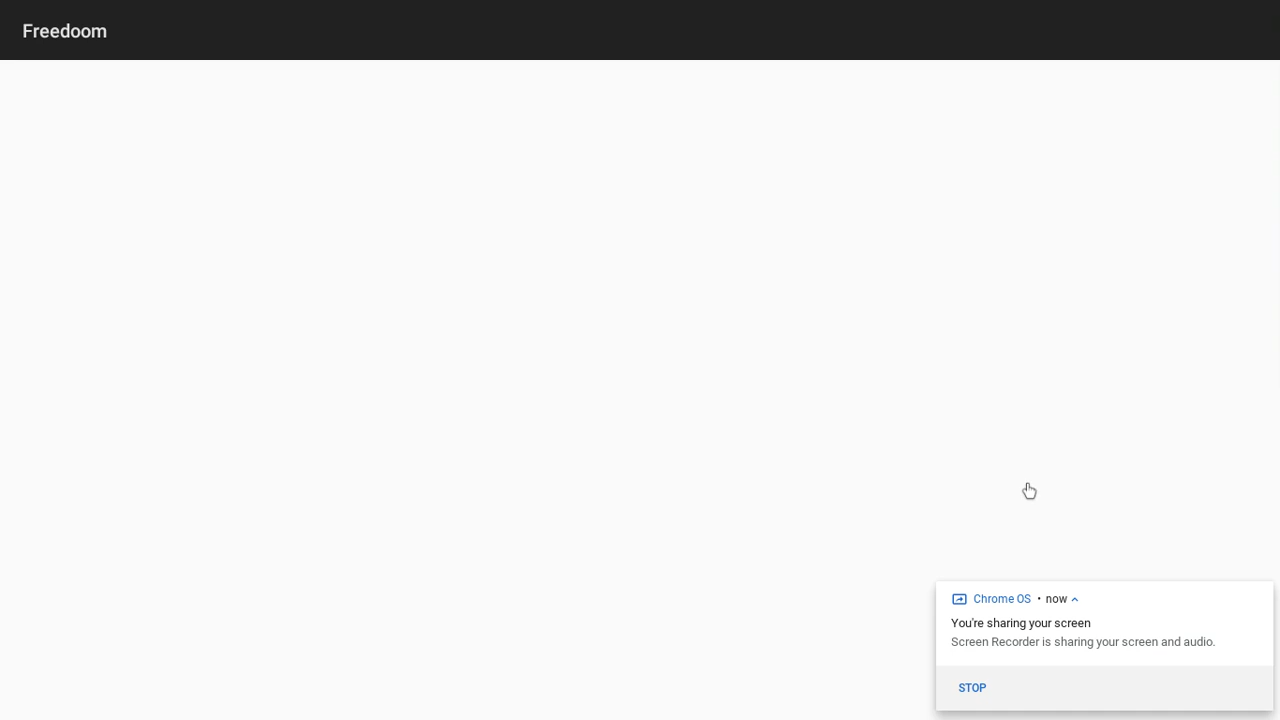 Freedoom
Chrome OS • now
You're sharing your screen
Screen Recorder is sharing your screen and audio.
STOP